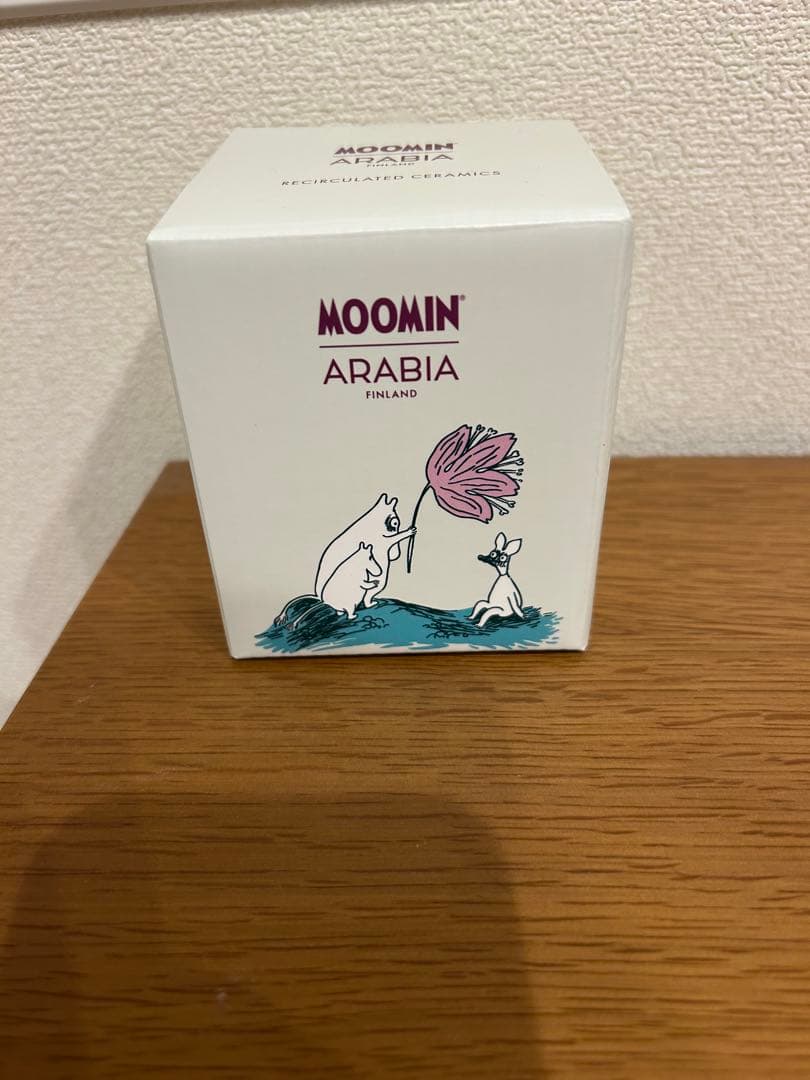 MOOMIN
ARABIA
FINLAND
RECIRCULATED CERAMICS
MOOMIN®
ARABIA
FINLAND